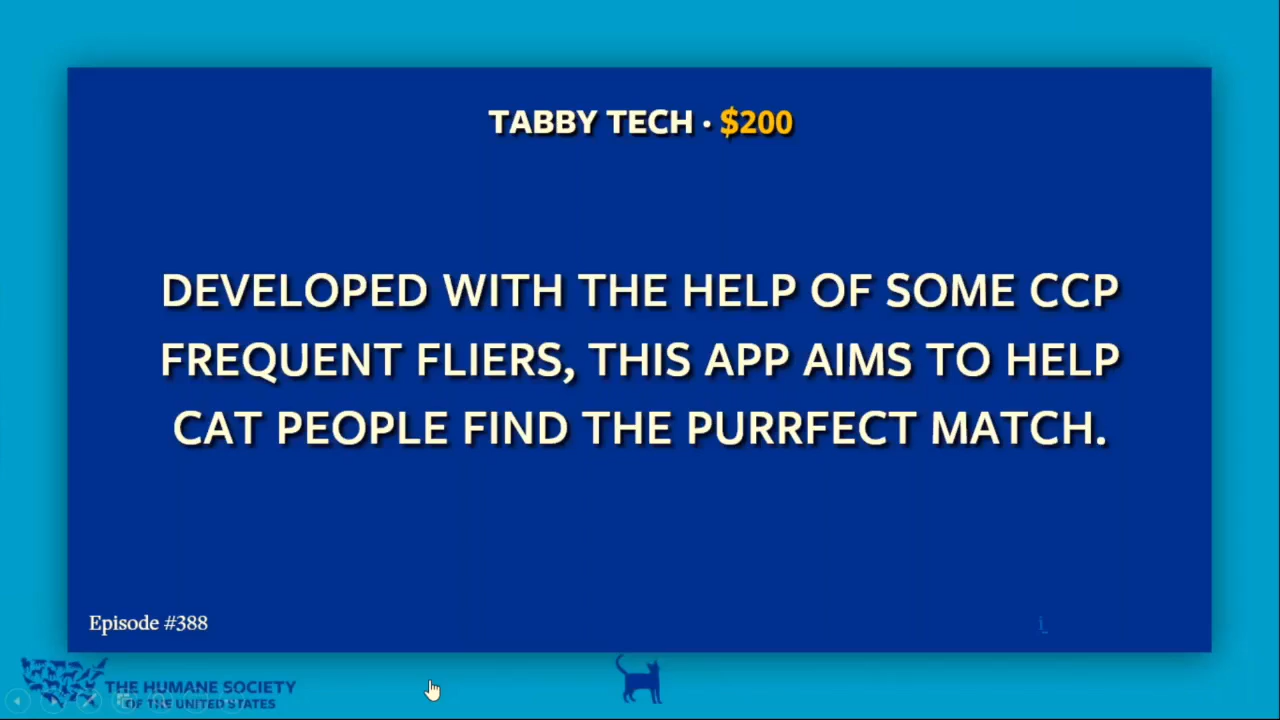 TABBY TECH · $200
DEVELOPED WITH THE HELP OF SOME CCP
FREQUENT FLIERS, THIS APP AIMS TO HELP
CAT PEOPLE FIND THE PURRFECT MATCH.
Episode #388
i
THE HUMANE SOCIETY
OF THE UNITED STATES